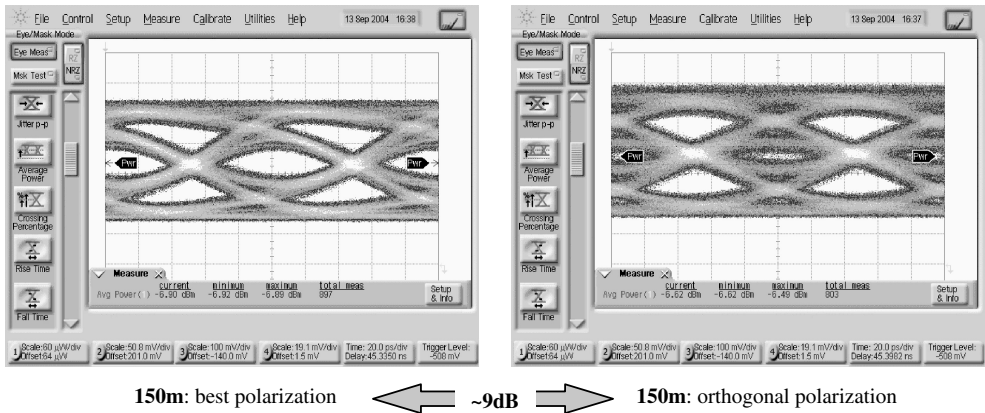 File Control Setup Measure Calibrate Utilities Help 13 Sep 2004 16:38
Eye/Mask Mode
Eye Meas
RZ
NRZ
Msk Test
Jitter p-p
Average
Power
Crossing
Percentage
Rise Time
Fall Time
Pwr
Pwr
Measure
current minimum maximum total meas
Avg Power( ) -6.90 dBm -6.92 dBm -6.89 dBm 897
Setup
& Info
1 Scale:60 µW/div
Offset:64 µW
2 Scale:50.8 mV/div
Offset:201.0 mV
3 Scale:100 mV/div
Offset:-140.0 mV
4 Scale:19.1 mV/div
Offset:1.5 mV
Time: 20.0 ps/div
Delay:45.3350 ns
Trigger Level:
-508 mV
File Control Setup Measure Calibrate Utilities Help 13 Sep 2004 16:37
Eye/Mask Mode
Eye Meas
RZ
NRZ
Msk Test
Jitter p-p
Average
Power
Crossing
Percentage
Rise Time
Fall Time
Pwr
Pwr
Measure
current minimum maximum total meas
Avg Power( ) -6.62 dBm -6.62 dBm -6.49 dBm 803
Setup
& Info
1 Scale:60 µW/div
Offset:64 µW
2 Scale:50.8 mV/div
Offset:201.0 mV
3 Scale:100 mV/div
Offset:-140.0 mV
4 Scale:19.1 mV/div
Offset:1.5 mV
Time: 20.0 ps/div
Delay:45.3982 ns
Trigger Level:
-500 mV
150m: best polarization ~9dB 150m: orthogonal polarization